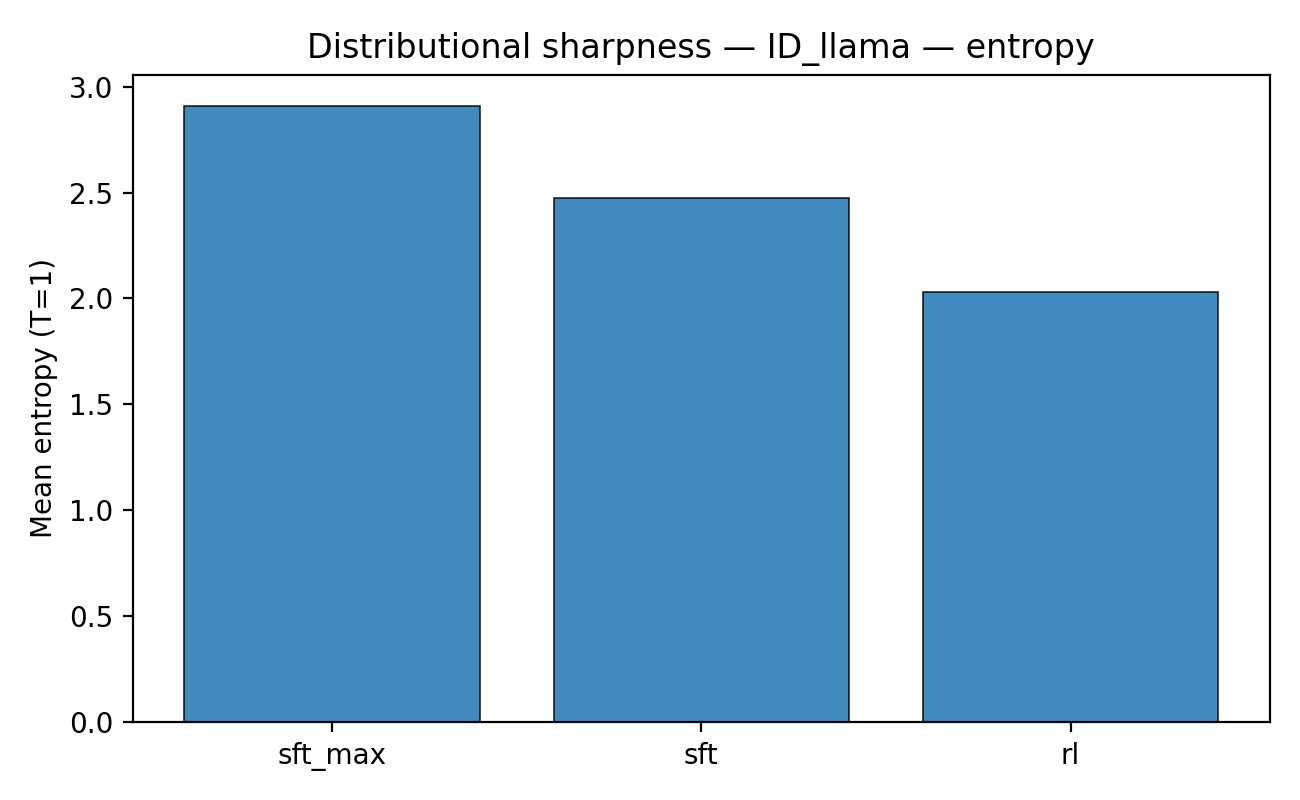 Distributional sharpness — ID_llama — entropy
Mean entropy (T=1)
3.0
2.5
2.0
1.5
1.0
0.5
0.0
sft_max
sft
rl